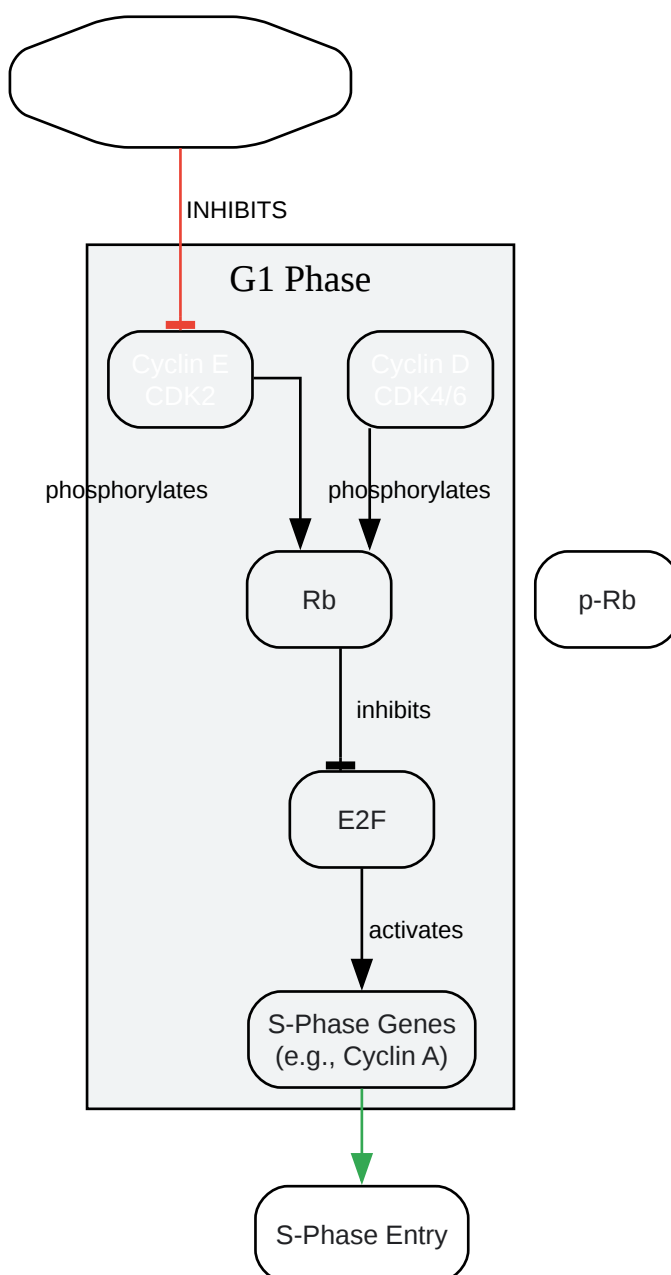 INHIBITS
G1 Phase
Cyclin E
CDK2
Cyclin D
CDK4/6
phosphorylates
phosphorylates
Rb
p-Rb
inhibits
E2F
activates
S-Phase Genes
(e.g., Cyclin A)
S-Phase Entry